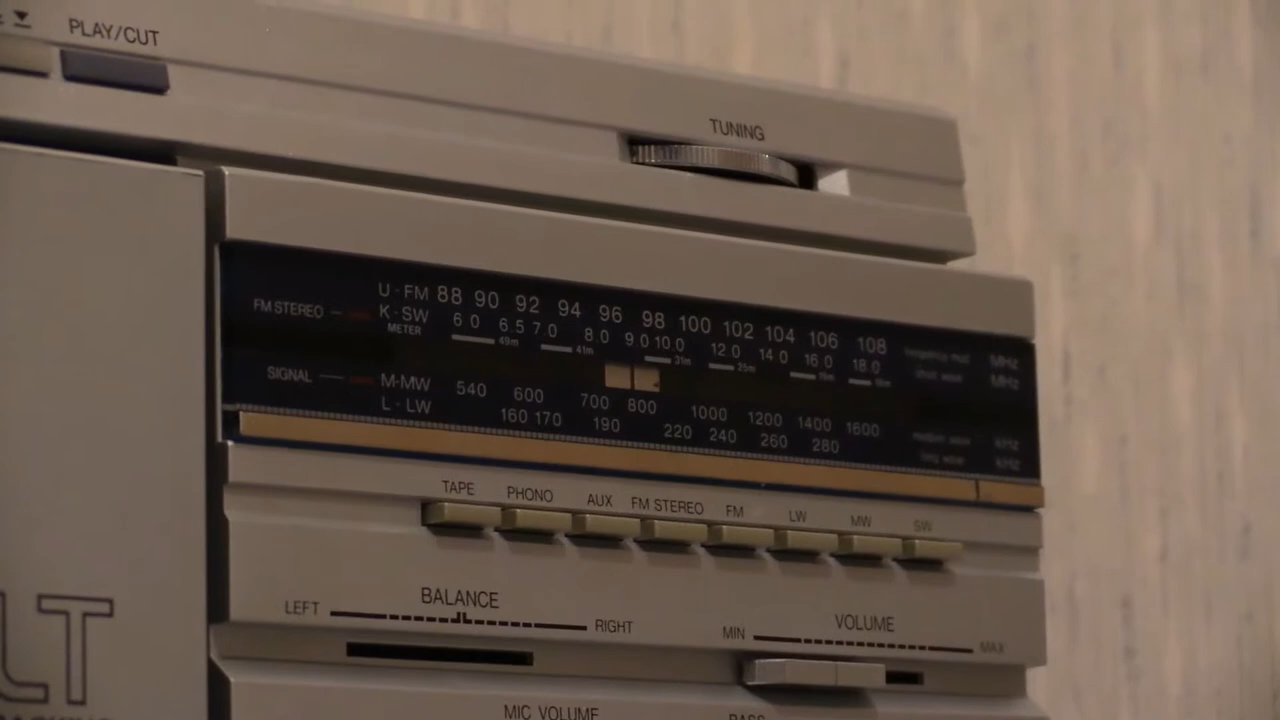 PLAY/CUT
TUNING
U - FM 88 90 92 94 96 98 100 102 104 106 108 MHz
FM STEREO
K - SW 6.0 6.5 7.0 8.0 9.0 10.0 12.0 14.0 16.0 18.0 MHz
METER 49m 41m 31m 25m
SIGNAL
M-MW 540 600 700 800 1000 1200 1400 1600 KHz
L - LW 160 170 190 220 240 260 280 KHz
TAPE PHONO AUX FM STEREO FM LW MW SW
BALANCE
LEFT RIGHT
VOLUME
MIN MAX
LT
MIC VOLUME
BASS